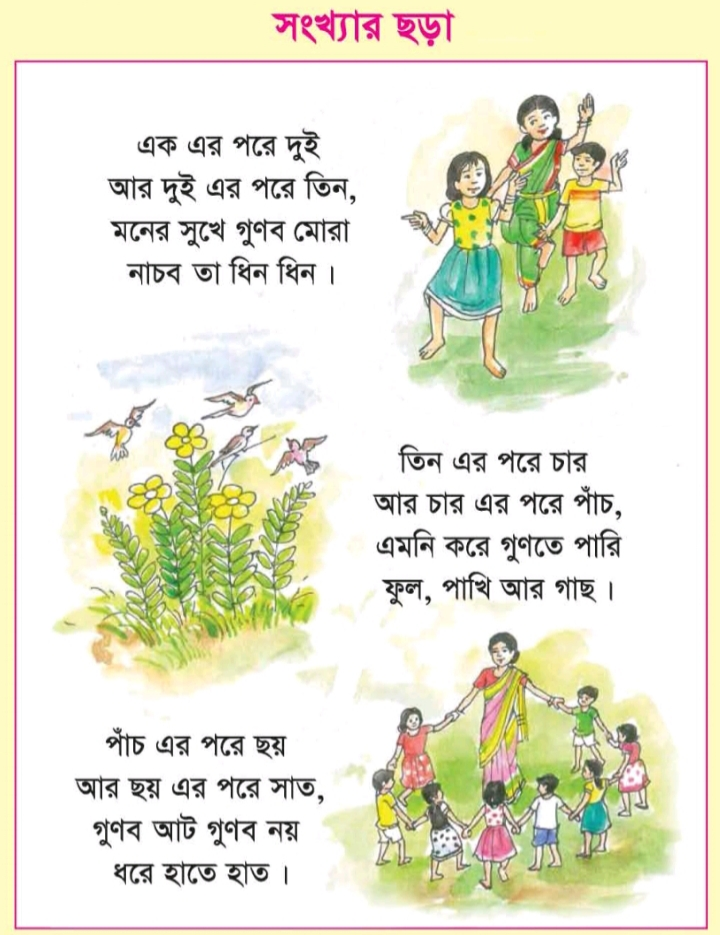 সংখ্যার ছড়া
এক এর পরে দুই
আর দুই এর পরে তিন,
মনের সুখে গুণব মোরা
নাচব তা ধিন ধিন ।
তিন এর পরে চার
আর চার এর পরে পাঁচ,
এমনি করে গুণতে পারি
ফুল, পাখি আর গাছ ।
পাঁচ এর পরে ছয়
আর ছয় এর পরে সাত,
গুণব আট গুণব নয়
ধরে হাতে হাত ।